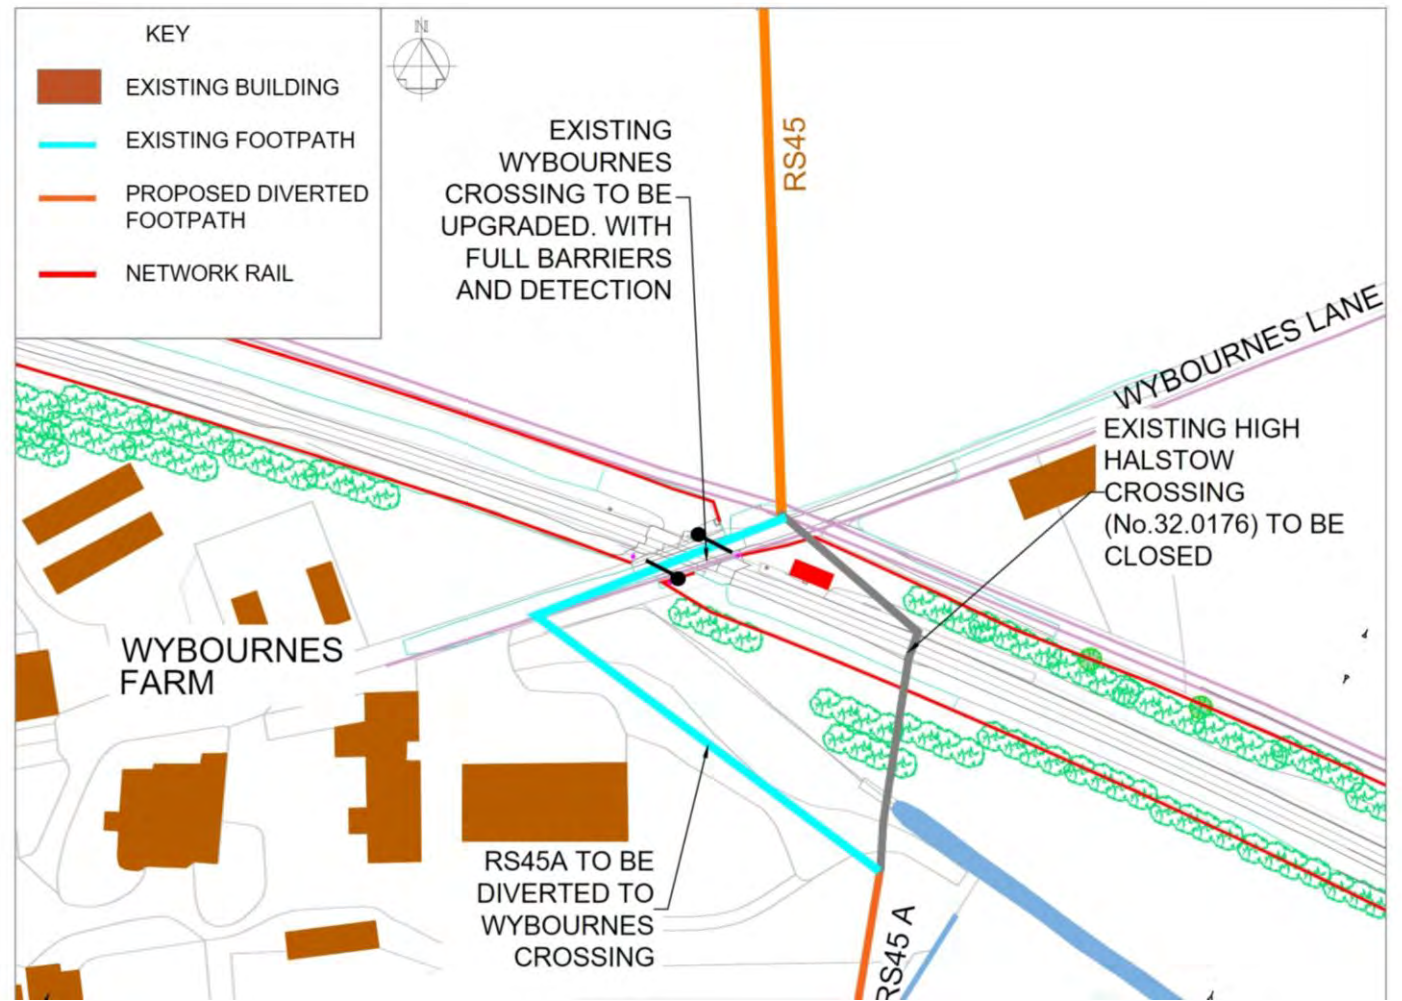 KEY
EXISTING BUILDING
EXISTING FOOTPATH
PROPOSED DIVERTED
FOOTPATH
NETWORK RAIL
N
EXISTING
WYBOURNES
CROSSING TO BE
UPGRADED. WITH
FULL BARRIERS
AND DETECTION
RS45
WYBOURNES LANE
EXISTING HIGH
HALSTOW
CROSSING
(No.32.0176) TO BE
CLOSED
WYBOURNES
FARM
RS45A TO BE
DIVERTED TO
WYBOURNES
CROSSING
RS45 A